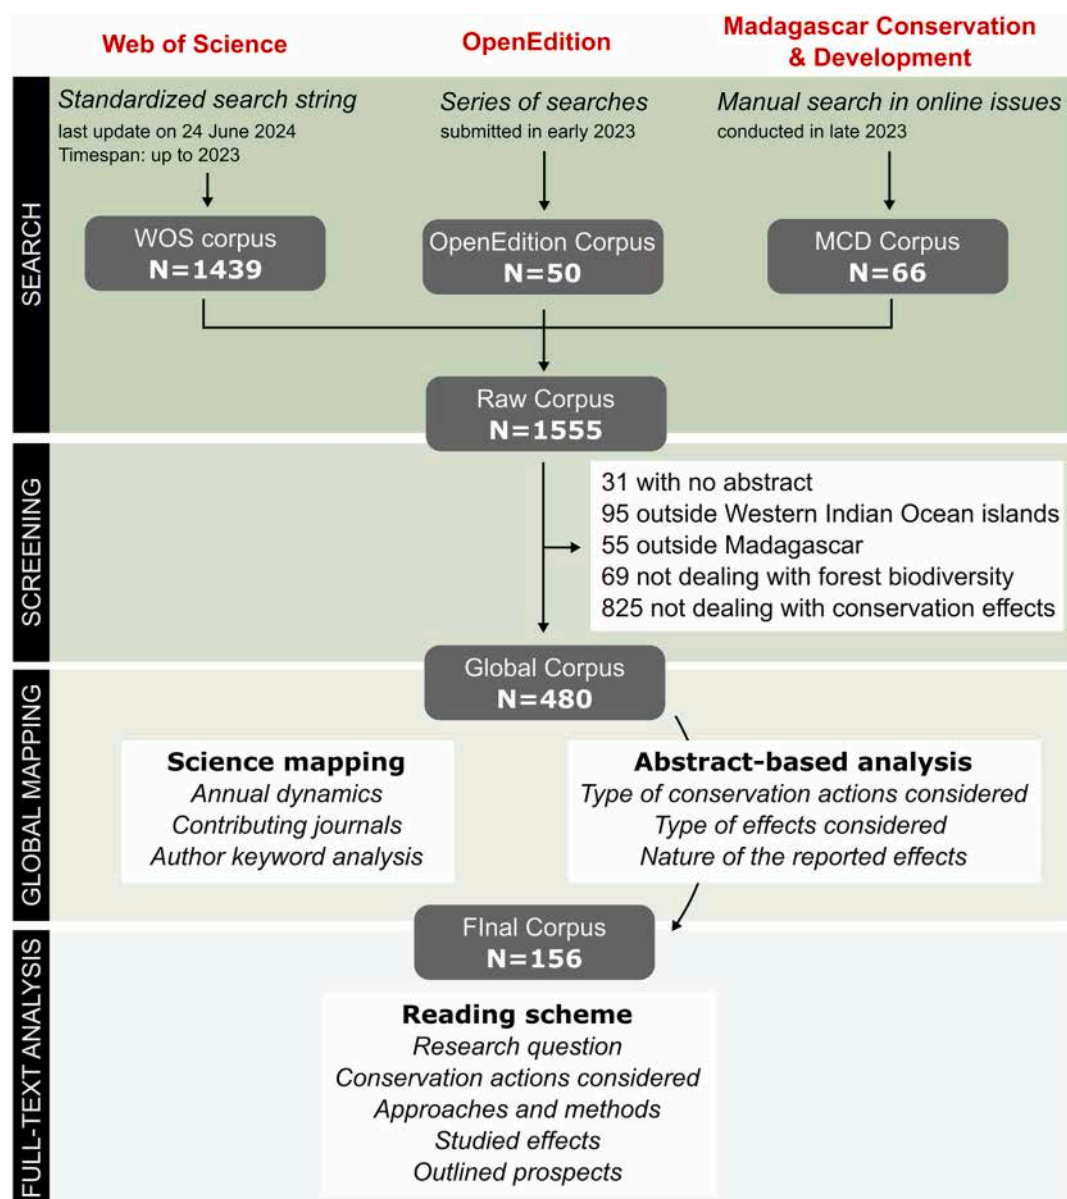 Web of Science
OpenEdition
Madagascar Conservation
& Development
SEARCH
Standardized search string
last update on 24 June 2024
Timespan: up to 2023
Series of searches
submitted in early 2023
Manual search in online issues
conducted in late 2023
WOS corpus
N=1439
OpenEdition Corpus
N=50
MCD Corpus
N=66
Raw Corpus
N=1555
SCREENING
31 with no abstract
95 outside Western Indian Ocean islands
55 outside Madagascar
69 not dealing with forest biodiversity
825 not dealing with conservation effects
GLOBAL MAPPING
Global Corpus
N=480
Science mapping
Annual dynamics
Contributing journals
Author keyword analysis
Abstract-based analysis
Type of conservation actions considered
Type of effects considered
Nature of the reported effects
FULL-TEXT ANALYSIS
FInal Corpus
N=156
Reading scheme
Research question
Conservation actions considered
Approaches and methods
Studied effects
Outlined prospects